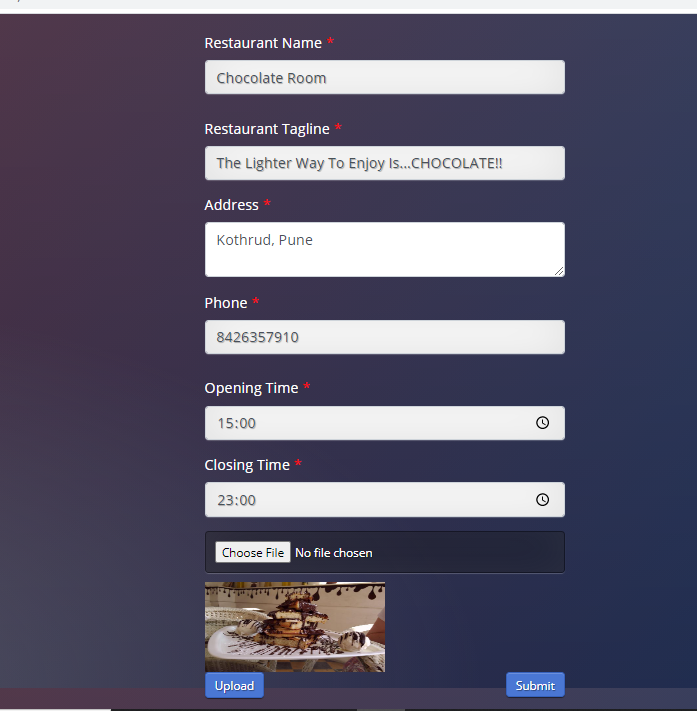 Restaurant Name *
Chocolate Room
Restaurant Tagline *
The Lighter Way To Enjoy Is...CHOCOLATE!!
Address *
Kothrud, Pune
Phone *
8426357910
Opening Time *
15:00
Closing Time *
23:00
Choose File No file chosen
Upload
Submit